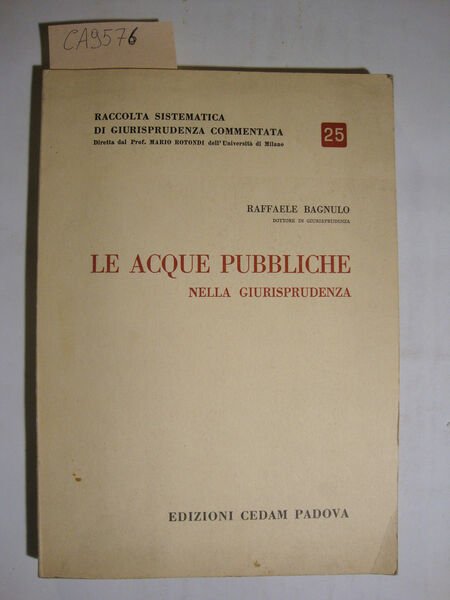 CA9576
RACCOLTA SISTEMATICA
DI GIURISPRUDENZA COMMENTATA
Diretta dal Prof. MARIO ROTONDI dell'Università di Milano
25
RAFFAELE BAGNULO
DOTTORE IN GIURISPRUDENZA
LE ACQUE PUBBLICHE
NELLA GIURISPRUDENZA
EDIZIONI CEDAM PADOVA